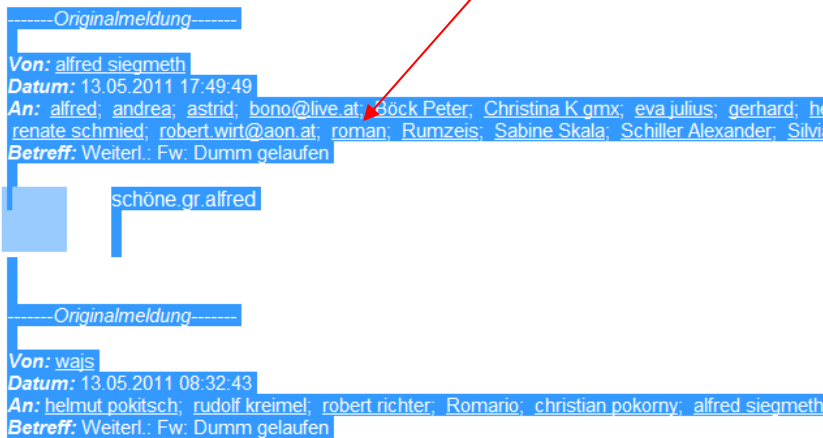 -------Originalmeldung-------
Von: alfred siegmeth
Datum: 13.05.2011 17:49:49
An: alfred; andrea; astrid; bono@live.at; Böck Peter; Christina K gmx; eva julius; gerhard;
renate schmied; robert.wirt@aon.at; roman; Rumzeis; Sabine Skala; Schiller Alexander;
Betreff: Weiterl.: Fw: Dumm gelaufen
schöne.gr.alfred
-------Originalmeldung-------
Von: wajs
Datum: 13.05.2011 08:32:43
An: helmut pokitsch; rudolf kreimel; robert richter; Romario; christian pokorny; alfred siegmeth
Betreff: Weiterl.: Fw: Dumm gelaufen